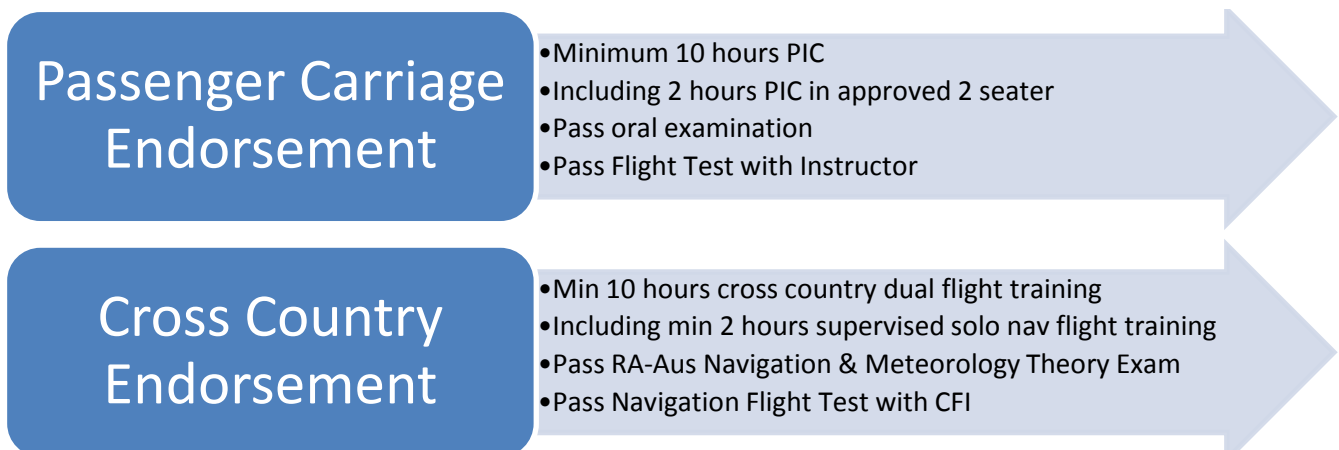 Passenger Carriage
Endorsement
•Minimum 10 hours PIC
•Including 2 hours PIC in approved 2 seater
•Pass oral examination
•Pass Flight Test with Instructor
Cross Country
Endorsement
•Min 10 hours cross country dual flight training
•Including min 2 hours supervised solo nav flight training
•Pass RA-Aus Navigation & Meteorology Theory Exam
•Pass Navigation Flight Test with CFI